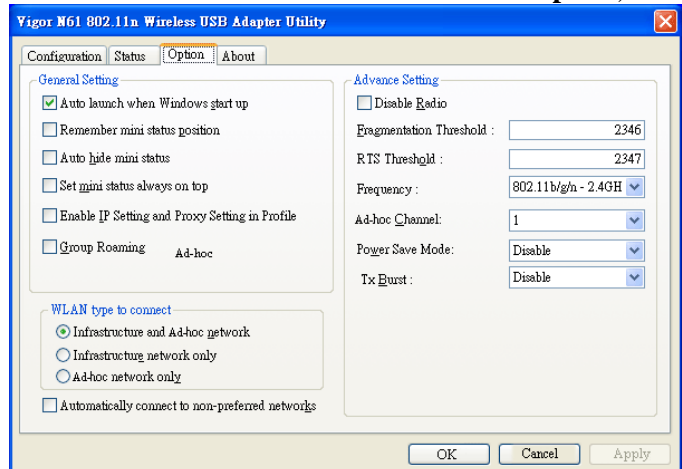 Vigor N61 802.11n Wireless USB Adapter Utility
Configuration Status Option About
General Setting
Auto launch when Windows start up
Remember mini status position
Auto hide mini status
Set mini status always on top
Enable IP Setting and Proxy Setting in Profile
Group Roaming Ad-hoc
WLAN type to connect
Infrastructure and Ad-hoc network
Infrastructure network only
Ad-hoc network only
Automatically connect to non-preferred networks
Advance Setting
Disable Radio
Fragmentation Threshold : 2346
RTS Threshold : 2347
Frequency : 802.11b/g/n - 2.4GH
Ad-hoc Channel: 1
Power Save Mode: Disable
Tx Burst : Disable
OK Cancel Apply